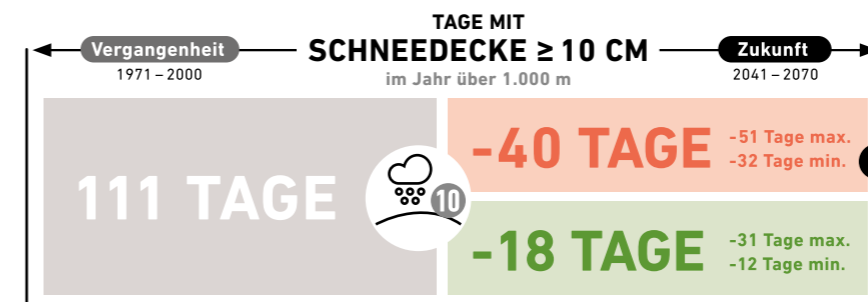 TAGE MIT
SCHNEEDECKE ≥ 10 CM
im Jahr über 1.000 m
Vergangenheit
1971 – 2000
Zukunft
2041 – 2070
111 TAGE
10
-40 TAGE
-51 Tage max.
-32 Tage min.
-18 TAGE
-31 Tage max.
-12 Tage min.